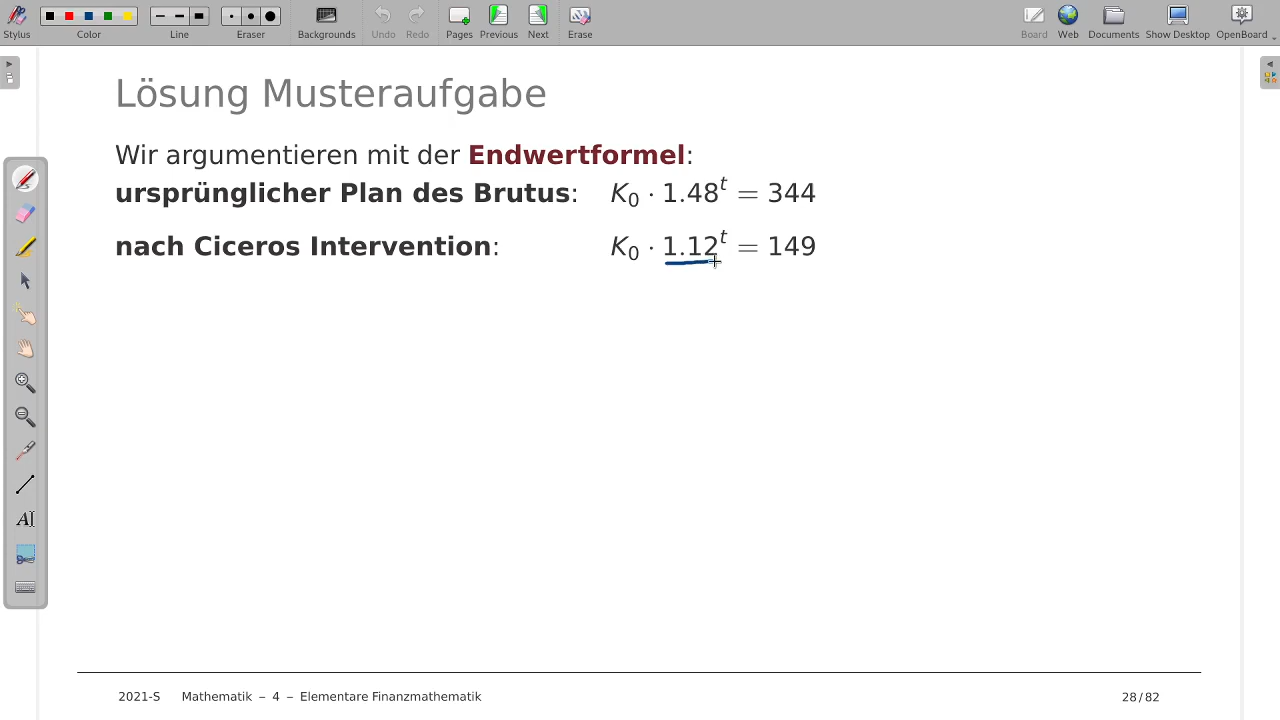 Stylus Color Line Eraser Backgrounds Undo Redo Pages Previous Next Erase Board Web Documents Show Desktop OpenBoard
Lösung Musteraufgabe
Wir argumentieren mit der Endwertformel:
ursprünglicher Plan des Brutus: K₀ · 1.48ᵗ = 344
nach Ciceros Intervention: K₀ · 1.12ᵗ = 149
2021-S Mathematik – 4 – Elementare Finanzmathematik 28/82